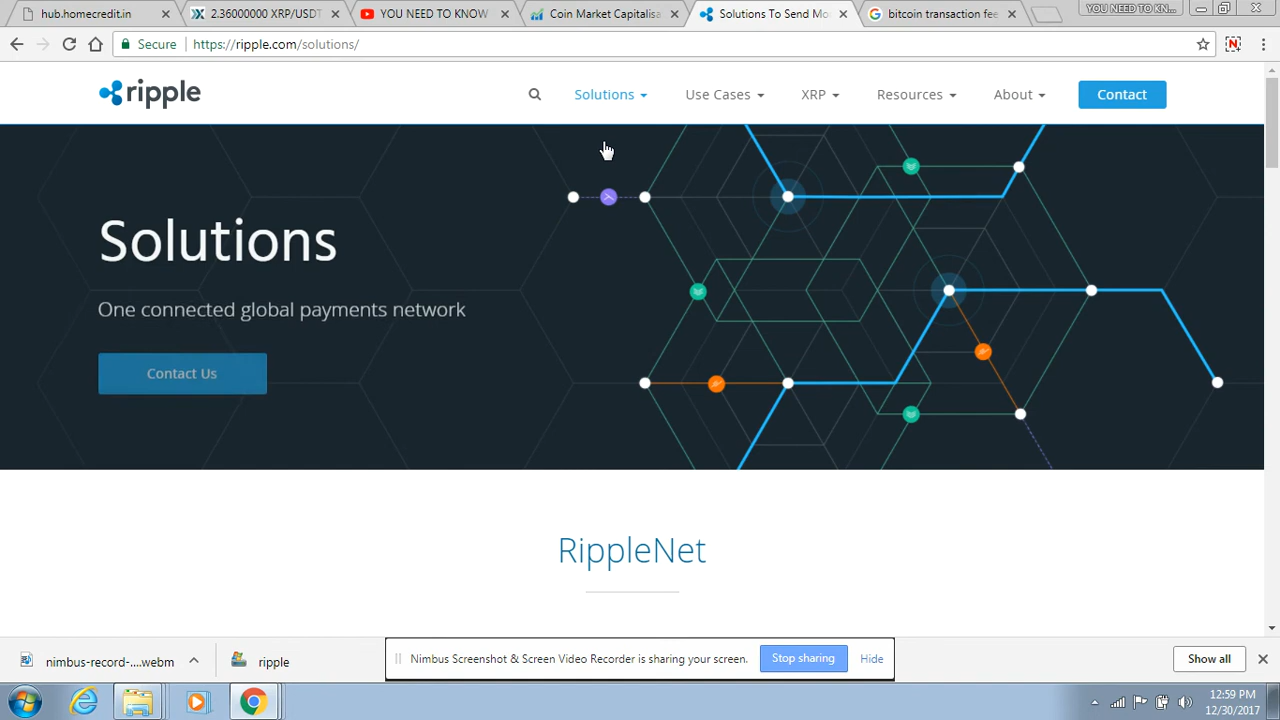 hub.homecredit.in
2.36000000 XRP/USDT
YOU NEED TO KNOW
Coin Market Capitalisa
Solutions To Send Mo
bitcoin transaction fee
YOU NEED TO KN...
Secure
https://ripple.com/solutions/
ripple
Solutions
Use Cases
XRP
Resources
About
Contact
Solutions
One connected global payments network
Contact Us
RippleNet
nimbus-record-....webm
ripple
Nimbus Screenshot & Screen Video Recorder is sharing your screen.
Stop sharing
Hide
Show all
12:59 PM
12/30/2017